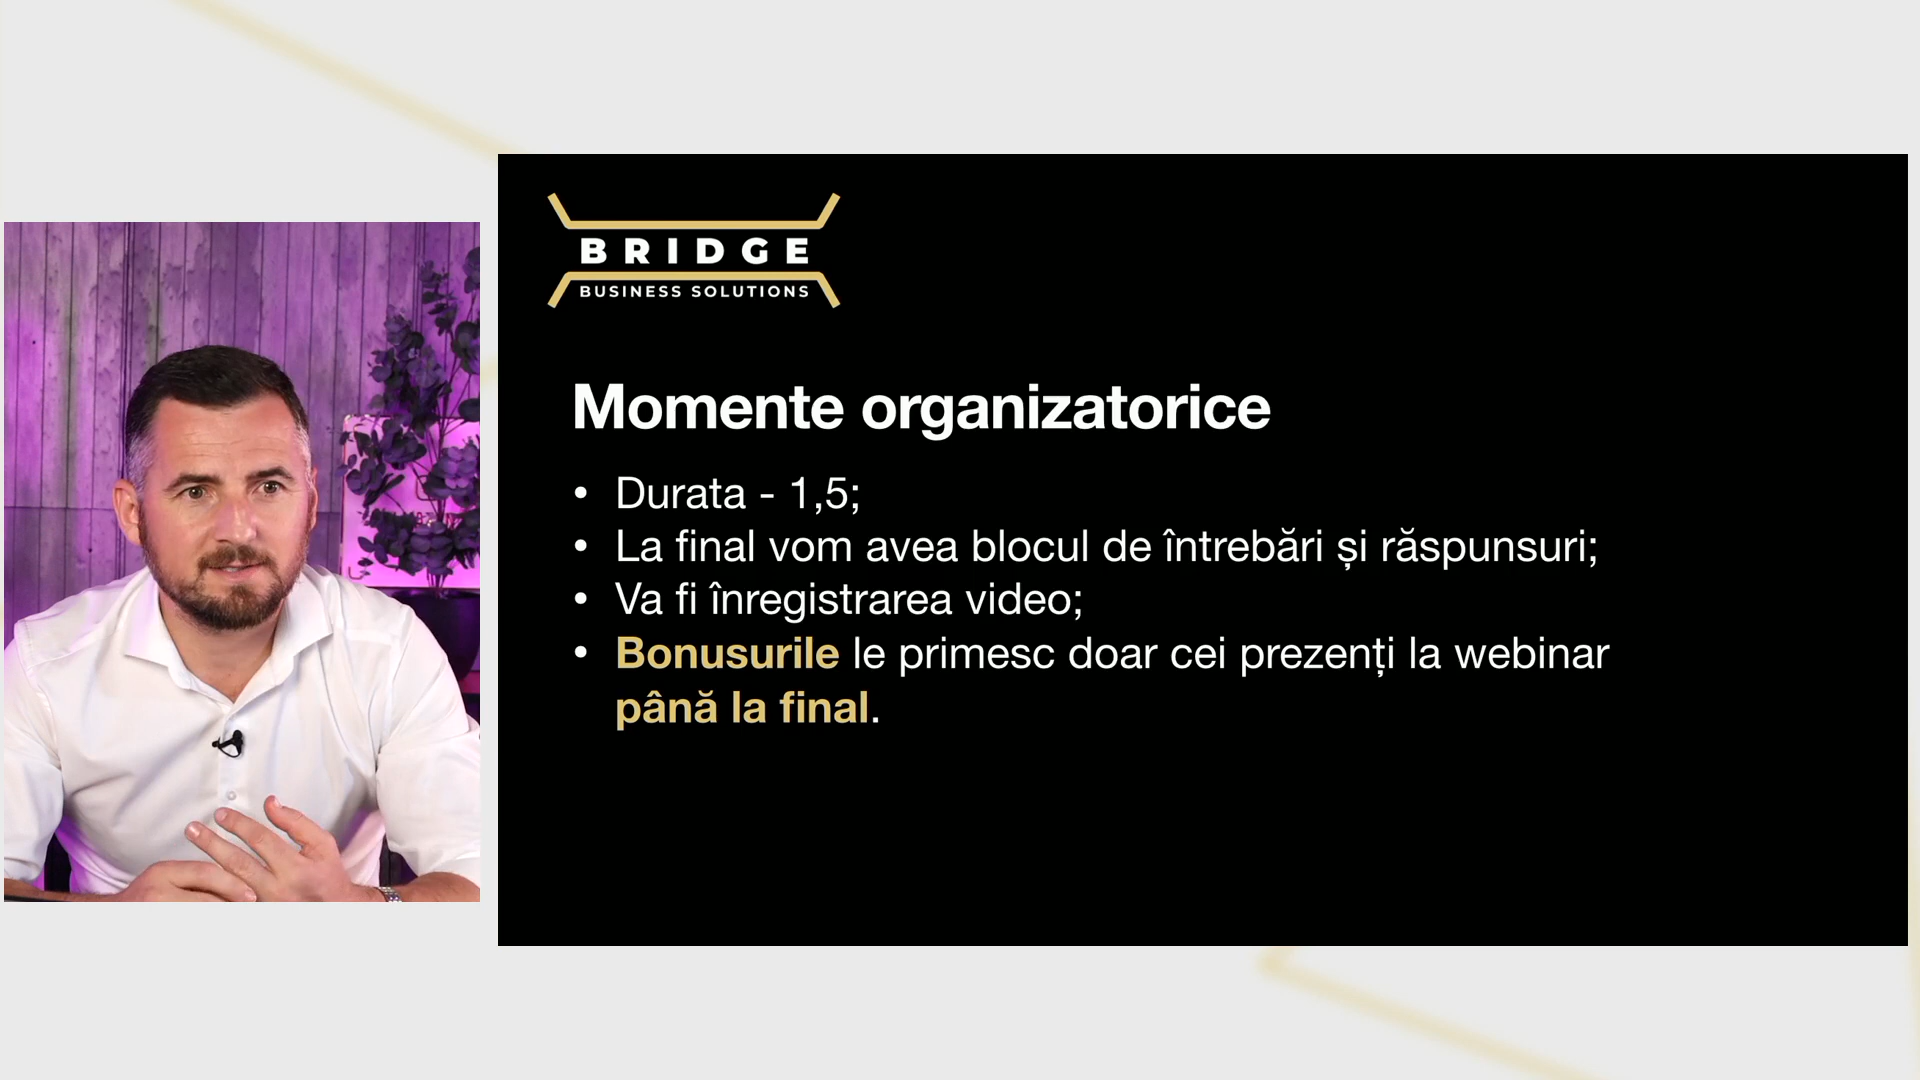 BRIDGE
BUSINESS SOLUTIONS
Momente organizatorice
• Durata - 1,5;
• La final vom avea blocul de întrebări și răspunsuri;
• Va fi înregistrarea video;
• Bonusurile le primesc doar cei prezenți la webinar
până la final.